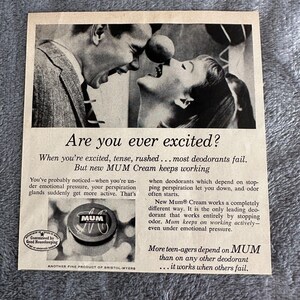 Are you ever excited?
When you're excited, tense, rushed . . . most deodorants fail.
But new MUM Cream keeps working
You've probably noticed—when you're un-
der emotional pressure, your perspiration
glands suddenly get more active. That's
when deodorants which depend on stop-
ping perspiration let you down, and odor
often starts.
New Mum® Cream works a completely
different way. It is the only leading deo-
dorant that works entirely by stopping
odor. Mum keeps on working actively—
even under emotional pressure.
Guaranteed by
Good Housekeeping
MUM
More teen-agers depend on MUM
than on any other deodorant
. . . it works when others fail.
ANOTHER FINE PRODUCT OF BRISTOL-MYERS